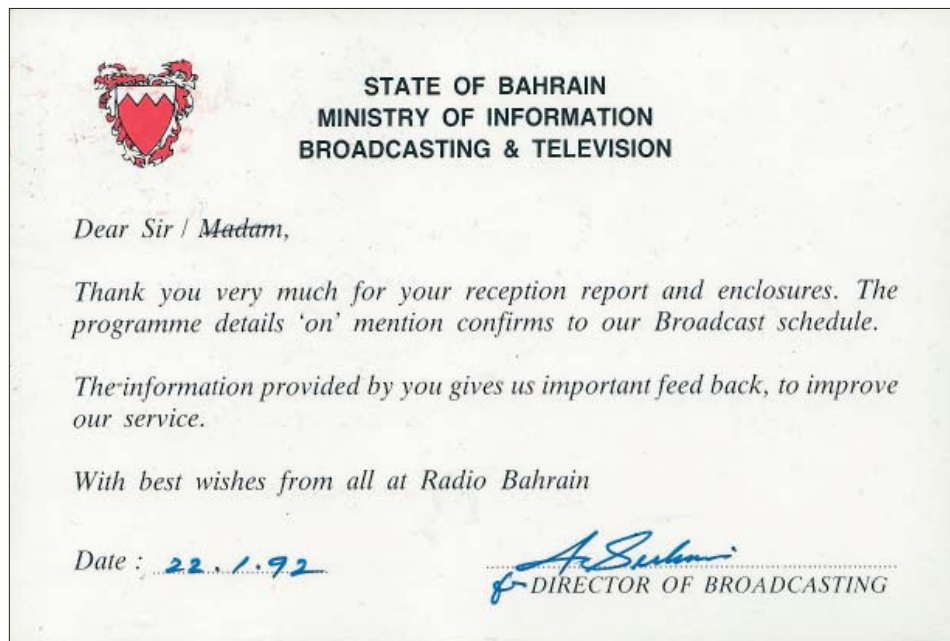 STATE OF BAHRAIN
MINISTRY OF INFORMATION
BROADCASTING & TELEVISION
Dear Sir / Madam,
Thank you very much for your reception report and enclosures. The
programme details 'on' mention confirms to our Broadcast schedule.
The information provided by you gives us important feed back, to improve
our service.
With best wishes from all at Radio Bahrain
Date : 22.1.92
for DIRECTOR OF BROADCASTING